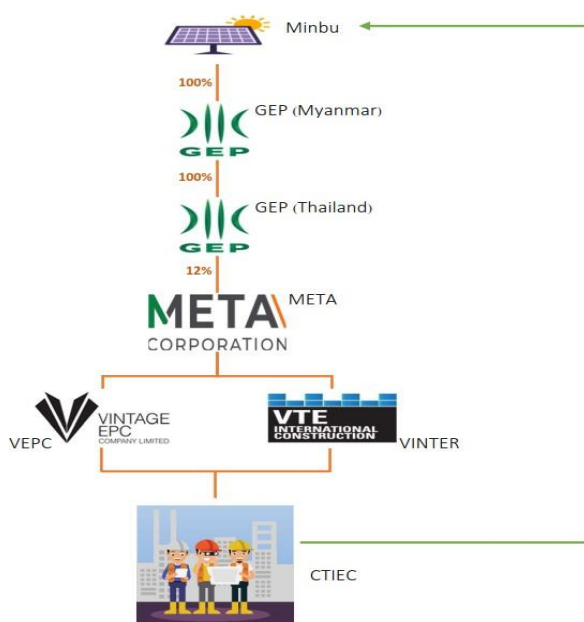 Minbu
100%
GEP (Myanmar)
GEP
100%
GEP (Thailand)
GEP
12%
META
META
CORPORATION
VINTAGE
EPC
COMPANY LIMITED
VEPC
VTE
INTERNATIONAL
CONSTRUCTION
VINTER
CTIEC